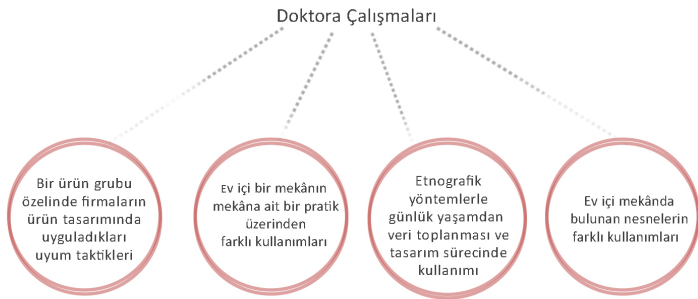 Doktora Çalışmaları
Bir ürün grubu
özelinde firmaların
ürün tasarımında
uyguladıkları
uyum taktikleri
Ev içi bir mekânın
mekâna ait bir pratik
üzerinden
farklı kullanımları
Etnografik
yöntemlerle
günlük yaşamdan
veri toplanması ve
tasarım sürecinde
kullanımı
Ev içi mekânda
bulunan nesnelerin
farklı kullanımları